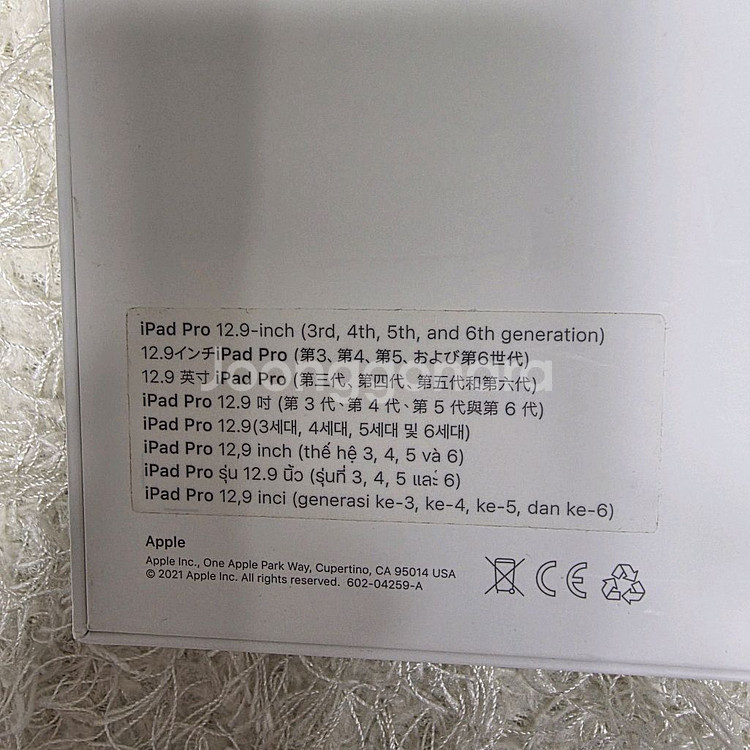 iPad Pro 12.9-inch (3rd, 4th, 5th, and 6th generation)
12.9インチiPad Pro (第3、第4、第5、および第6世代)
12.9 英寸 iPad Pro (第三代、第四代、第五代和第六代)
Joonggonara
iPad Pro 12.9 吋 (第 3 代、第 4 代、第 5 代與第 6 代)
iPad Pro 12.9(3세대, 4세대, 5세대 및 6세대)
iPad Pro 12,9 inch (thế hệ 3, 4, 5 và 6)
iPad Pro รุ่น 12.9 นิ้ว (รุ่นที่ 3, 4, 5 และ 6)
iPad Pro 12,9 inci (generasi ke-3, ke-4, ke-5, dan ke-6)
Apple
Apple Inc., One Apple Park Way, Cupertino, CA 95014 USA
© 2021 Apple Inc. All rights reserved. 602-04259-A
CE